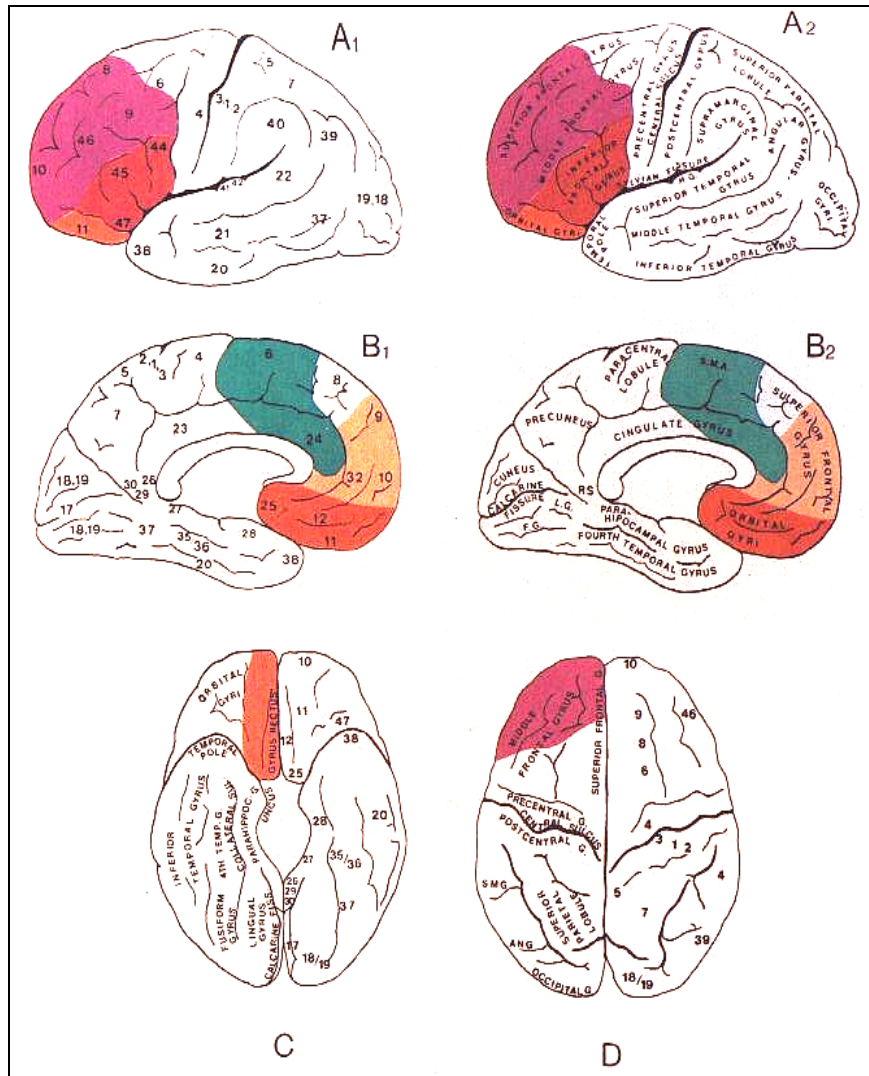 A1
8
5
7
6
3
1
2
4
9
40
39
46
44
10
45
22
41
42
19,18
37
11
47
21
38
20
A2
SUPERIOR FRONTAL GYRUS
MIDDLE FRONTAL GYRUS
INFERIOR
FRONTAL
GYRUS
ORBITAL GYRI
PRECENTRAL GYRUS
CENTRAL SULCUS
POSTCENTRAL GYRUS
SUPERIOR PARIETAL
LOBULE
SUPRAMARGINAL
GYRUS
ANGULAR GYRUS
LVIAN FISSURE
H.G.
SUPERIOR TEMPORAL
GYRUS
MIDDLE TEMPORAL GYRUS
INFERIOR TEMPORAL GYRUS
TEMPORAL
POLE
OCCIPITAL
GYRI
B1
2
1
3
4
6
5
8
7
9
23
24
18,19
30
26
29
32
10
17
27
25
12
18,19
37
35
36
28
11
38
20
B2
PARACENTRAL
LOBULE
S.M.A.
SULPERIOR FRONTAL
GYRUS
PRECUNEUS
CINGULATE GYRUS
CUNEUS
CALCARINE
FISSURE
RS
L.G.
F.G.
PARA-
HIPOCAMPAL GYRUS
FOURTH TEMPORAL GYRUS
ORBITAL
GYRI
ORBITAL
GYRI
GYRUS RECTUS
TEMPORAL
POLE
UNCUS
INFERIOR
TEMPORAL GYRUS
4TH TEMP. G.
COLLATERAL SUL
PARAHIPPOC. G
FUSIFORM
GYRUS
LINGUAL
GYRUS
CALCARINE FISS.
10
11
47
12
38
25
20
28
27
35/36
26
29
30
37
17
18/19
C
MIDDLE
FRONTAL GYRUS
SUPERIOR FRONTAL G.
PRECENTRAL G.
CENTRAL SULCUS
POSTCENTRAL G.
SMG
SUPERIOR
PARIETAL
LOBULE
ANG
OCCIPITAL G.
10
9
46
8
6
4
3
1
2
4
5
7
39
18/19
D